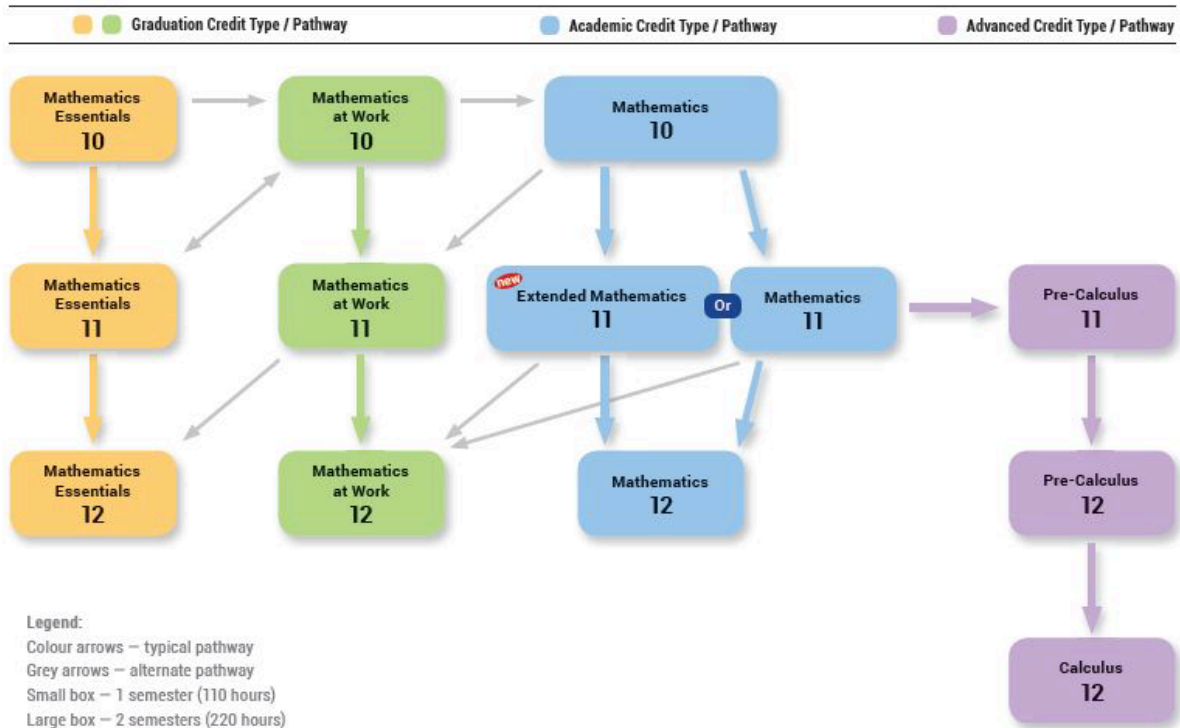 Graduation Credit Type / Pathway
Academic Credit Type / Pathway
Advanced Credit Type / Pathway
Mathematics
Essentials
10
Mathematics
at Work
10
Mathematics
10
Mathematics
Essentials
11
Mathematics
at Work
11
new
Extended Mathematics
11
Or
Mathematics
11
Pre-Calculus
11
Mathematics
Essentials
12
Mathematics
at Work
12
Mathematics
12
Pre-Calculus
12
Calculus
12
Legend:
Colour arrows — typical pathway
Grey arrows — alternate pathway
Small box — 1 semester (110 hours)
Large box — 2 semesters (220 hours)